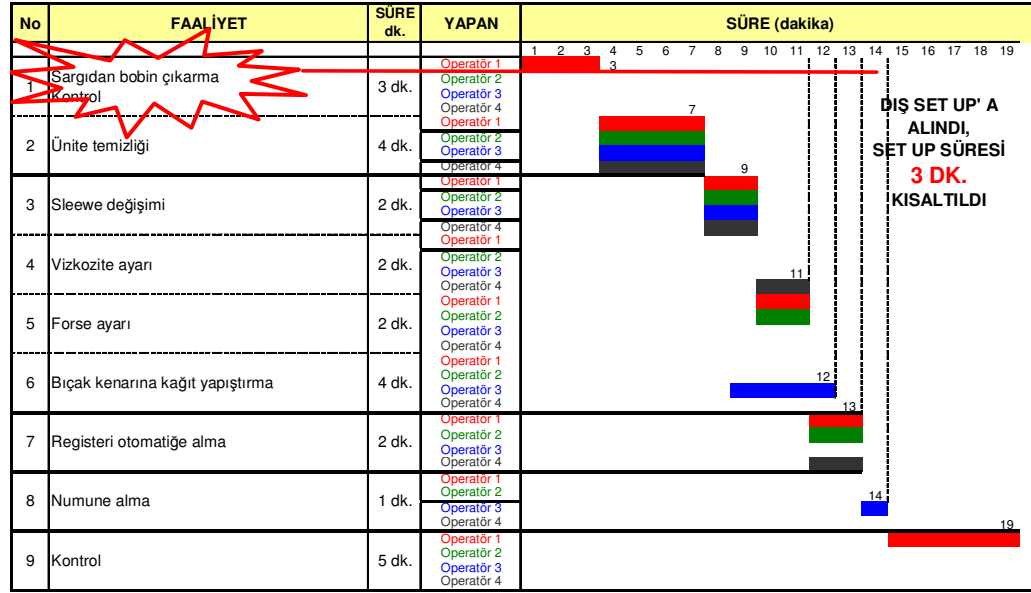 No FAALİYET SÜRE dk. YAPAN SÜRE (dakika)
1 2 3 4 5 6 7 8 9 10 11 12 13 14 15 16 17 18 19
1 Sargıdan bobin çıkarma Kontrol 3 dk.
Operatör 1 3
Operatör 2
Operatör 3
Operatör 4
2 Ünite temizliği 4 dk.
Operatör 1 7
Operatör 2
Operatör 3
Operatör 4
3 Sleewe değişimi 2 dk.
Operatör 1 9
Operatör 2
Operatör 3
Operatör 4
4 Vizkozite ayarı 2 dk.
Operatör 1
Operatör 2
Operatör 3
Operatör 4 11
5 Forse ayarı 2 dk.
Operatör 1
Operatör 2
Operatör 3
Operatör 4
6 Bıçak kenarına kağıt yapıştırma 4 dk.
Operatör 1
Operatör 2
Operatör 3 12
Operatör 4
7 Registeri otomatiğe alma 2 dk.
Operatör 1 13
Operatör 2
Operatör 3
Operatör 4
8 Numune alma 1 dk.
Operatör 1
Operatör 2
Operatör 3 14
Operatör 4
9 Kontrol 5 dk.
Operatör 1 19
Operatör 2
Operatör 3
Operatör 4
DIŞ SET UP' A
ALINDI,
SET UP SÜRESİ
3 DK.
KISALTILDI